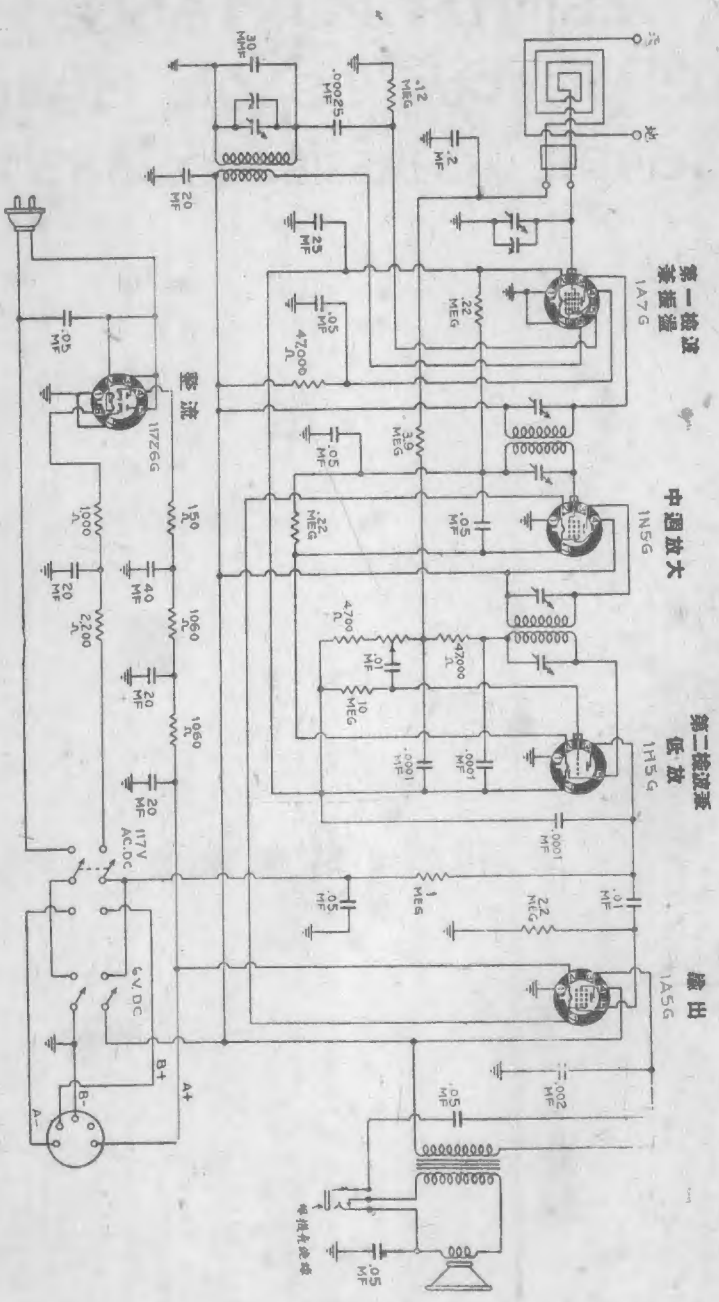 天
地
第一檢波
兼振盪
1A7G
中週放大
1N5G
第二檢波兼
低放
1H5G
輸出
1A5G
30
MMF
.00025
MF
.12
MEG
.2
MF
20
MF
25
MF
.05
MF
47000
Ω
.22
MEG
3.9
MEG
.05
MF
.22
MEG
.05
MF
4700
Ω
.01
MF
47000
Ω
10
MEG
.0001
MF
.0001
MF
.0001
MF
.01
MF
1
MEG
.05
MF
2.2
MEG
.002
MF
.05
MF
.05
MF
整流
117Z6G
.05
MF
1000
Ω
20
MF
2,200
Ω
150
Ω
40
MF
1060
Ω
20
MF
1060
Ω
20
MF
117V
AC.DC
6V.DC
A+
B+
B-
A-